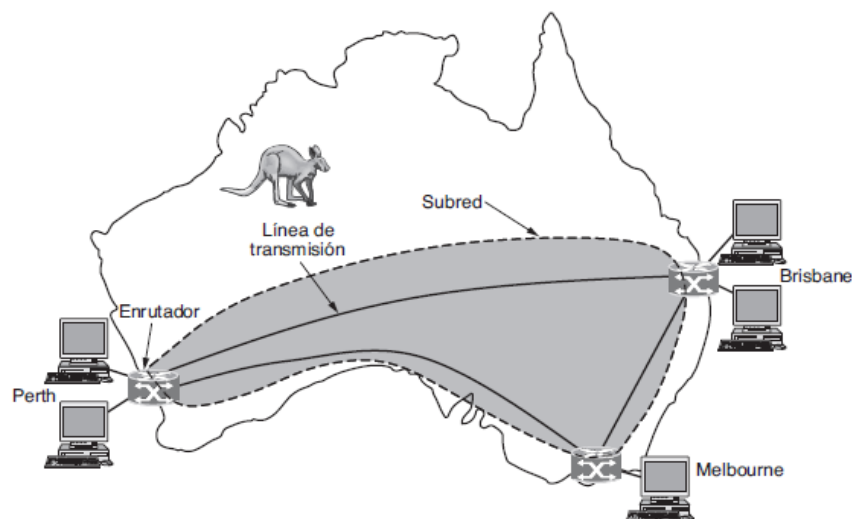 Subred
Línea de
transmisión
Brisbane
Enrutador
Perth
Melbourne